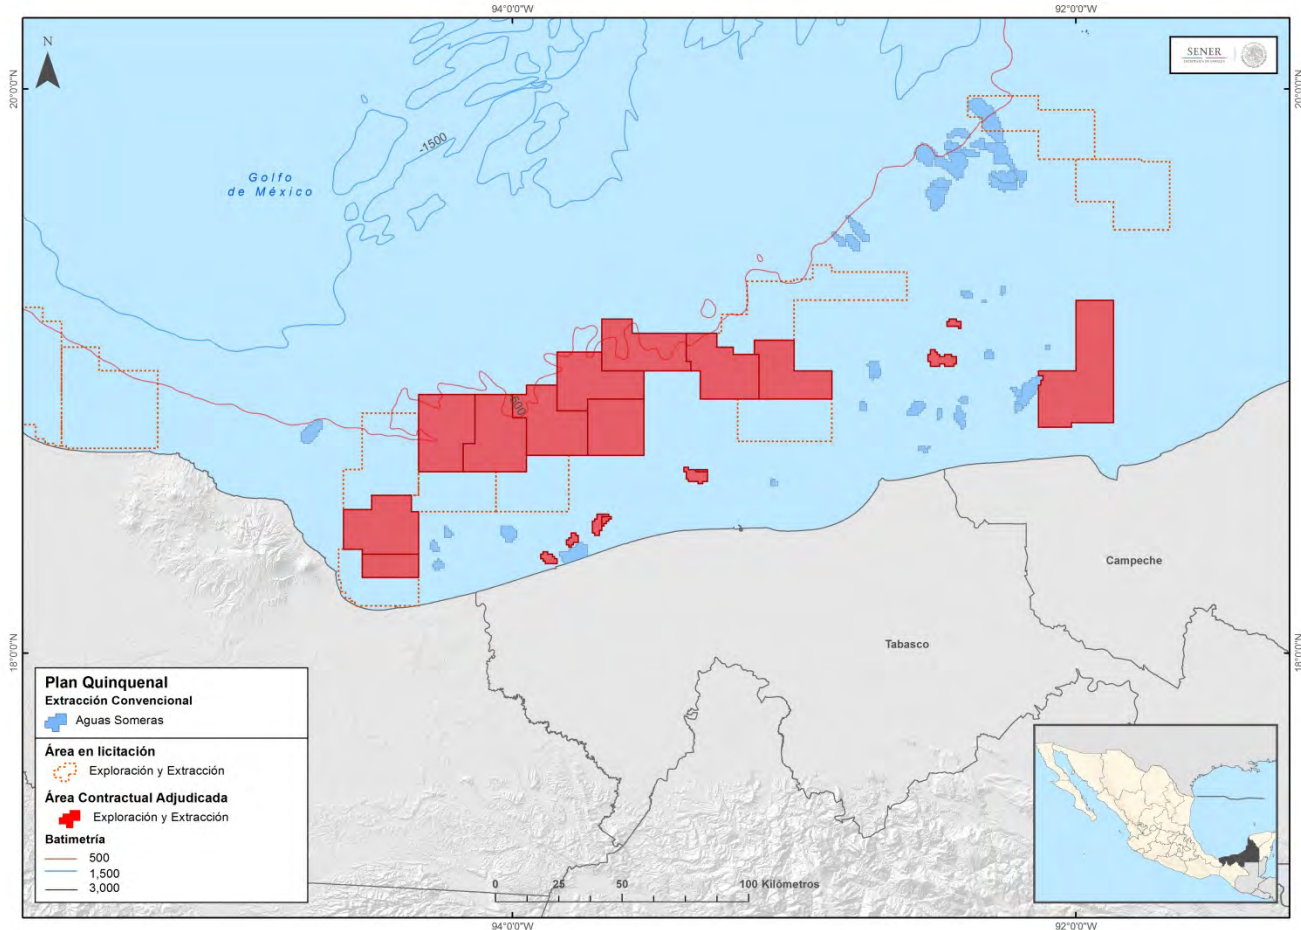 94°0'0"W
92°0'0"W
N
SENER
20°0'0"N
20°0'0"N
-1500
Golfo
de México
-500
Campeche
Tabasco
18°0'0"N
18°0'0"N
Plan Quinquenal
Extracción Convencional
Aguas Someras
Área en licitación
Exploración y Extracción
Área Contractual Adjudicada
Exploración y Extracción
Batimetría
500
1,500
3,000
0 25 50 100 Kilómetros
94°0'0"W
92°0'0"W